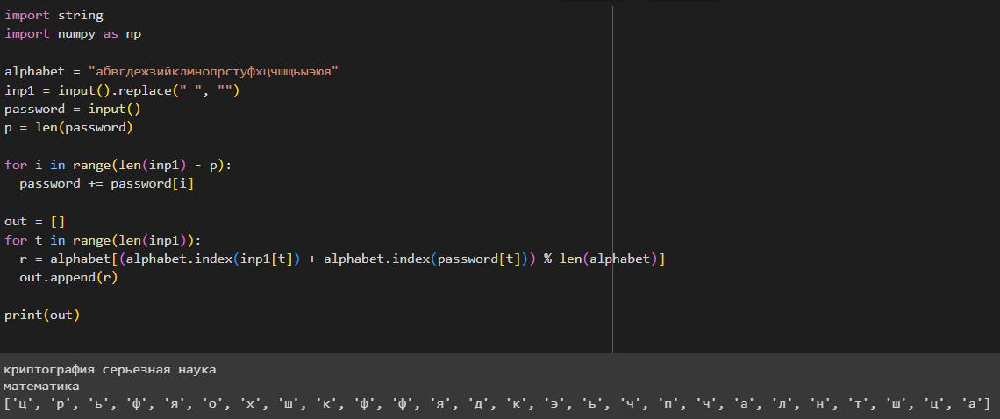 import string
import numpy as np
alphabet = "абвгдежзийклмнопрстуфхцчшщьыэюя"
inp1 = input().replace(" ", "")
password = input()
p = len(password)
for i in range(len(inp1) - p):
  password += password[i]
out = []
for t in range(len(inp1)):
  r = alphabet[(alphabet.index(inp1[t]) + alphabet.index(password[t])) % len(alphabet)]
  out.append(r)
print(out)
криптография серьезная наука
математика
['ц', 'р', 'ь', 'ф', 'я', 'о', 'х', 'ш', 'к', 'ф', 'ф', 'я', 'д', 'к', 'э', 'ь', 'ч', 'п', 'ч', 'а', 'л', 'н', 'т', 'ш', 'ц', 'а']